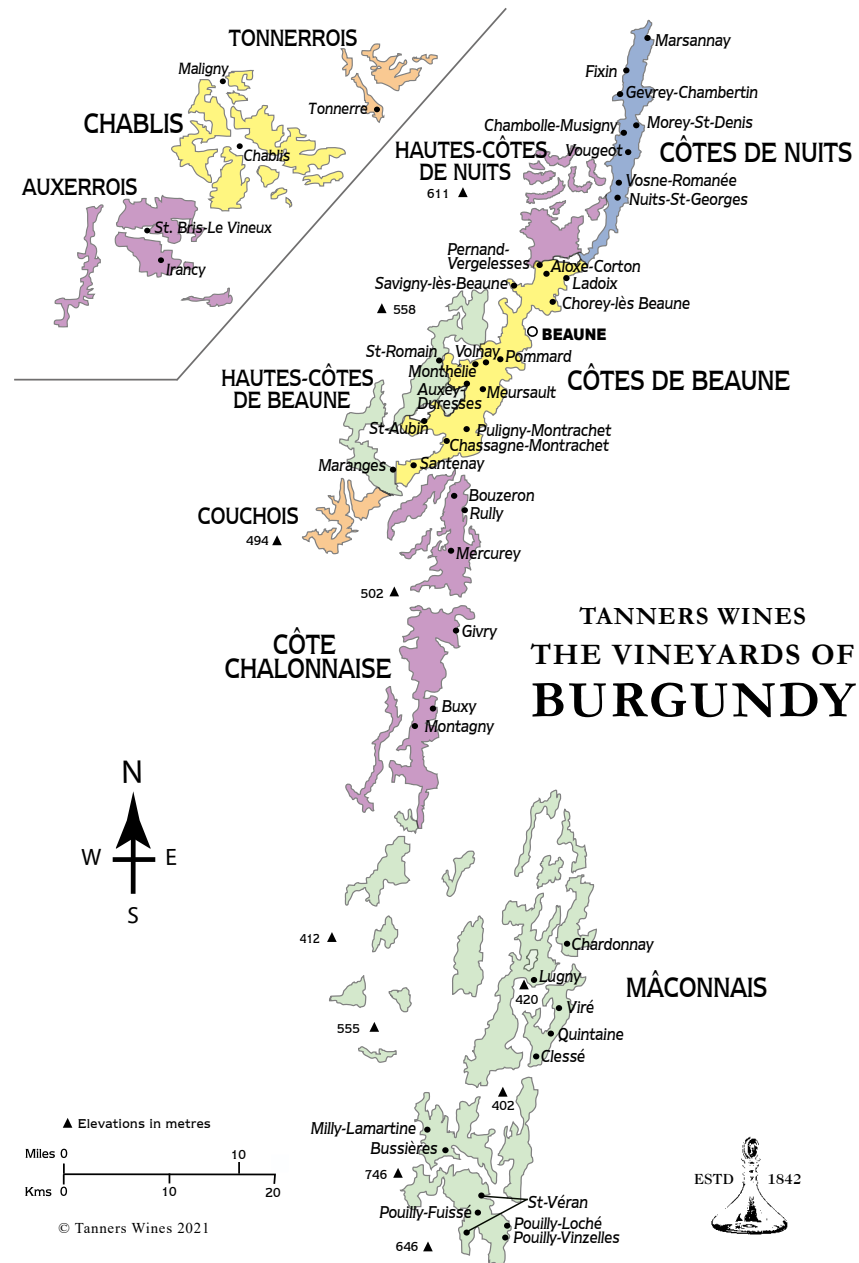 TONNERROIS
Maligny
CHABLIS
Tonnerre
Chablis
AUXERROIS
St. Bris-Le Vineux
Irancy
Marsannay
Fixin
Gevrey-Chambertin
Chambolle-Musigny
Morey-St-Denis
HAUTES-CÔTES
DE NUITS
Vougeot
CÔTES DE NUITS
611
Vosne-Romanée
Nuits-St-Georges
Pernand-
Vergelesses
Aloxe-Corton
Savigny-lès-Beaune
Ladoix
Chorey-lès Beaune
558
BEAUNE
St-Romain
Volnay
Pommard
Monthélie
HAUTES-CÔTES
DE BEAUNE
CÔTES DE BEAUNE
Auxey-
Duresses
Meursault
St-Aubin
Puligny-Montrachet
Chassagne-Montrachet
Maranges
Santenay
Bouzeron
Rully
COUCHOIS
494
Mercurey
502
TANNERS WINES
THE VINEYARDS OF
BURGUNDY
CÔTE
CHALONNAISE
Givry
Buxy
Montagny
N
W
E
S
412
Chardonnay
Lugny
420
MÂCONNAIS
Viré
555
Quintaine
Clessé
402
Elevations in metres
Milly-Lamartine
Bussières
Miles 0
10
746
Kms 0
10
20
St-Véran
Pouilly-Fuissé
Pouilly-Loché
Pouilly-Vinzelles
646
ESTD
1842
© Tanners Wines 2021